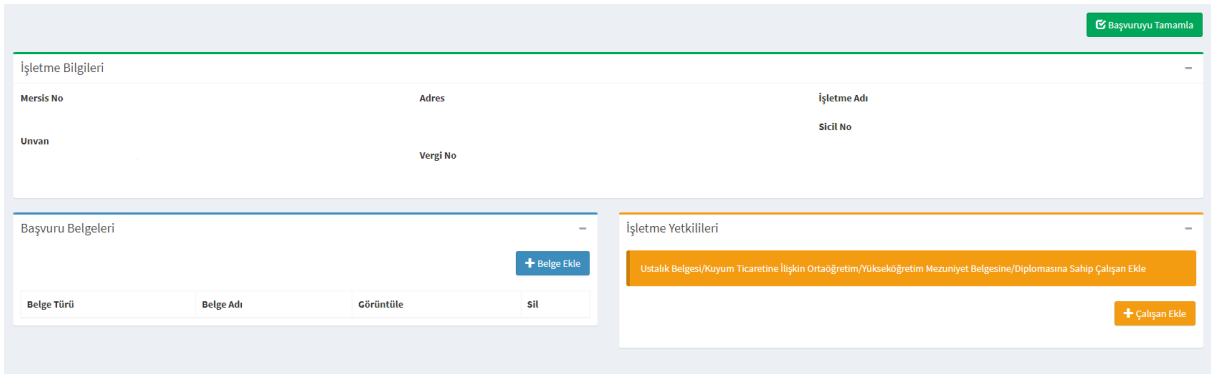 Başvuruyu Tamamla
İşletme Bilgileri
Mersis No
Adres
İşletme Adı
Sicil No
Unvan
Vergi No
Başvuru Belgeleri
Belge Ekle
Belge Türü Belge Adı Görüntüle Sil
İşletme Yetkilileri
Ustalık Belgesi/Kuyum Ticaretine İlişkin Ortaöğretim/Yükseköğretim Mezuniyet Belgesine/Diplomasına Sahip Çalışan Ekle
Çalışan Ekle